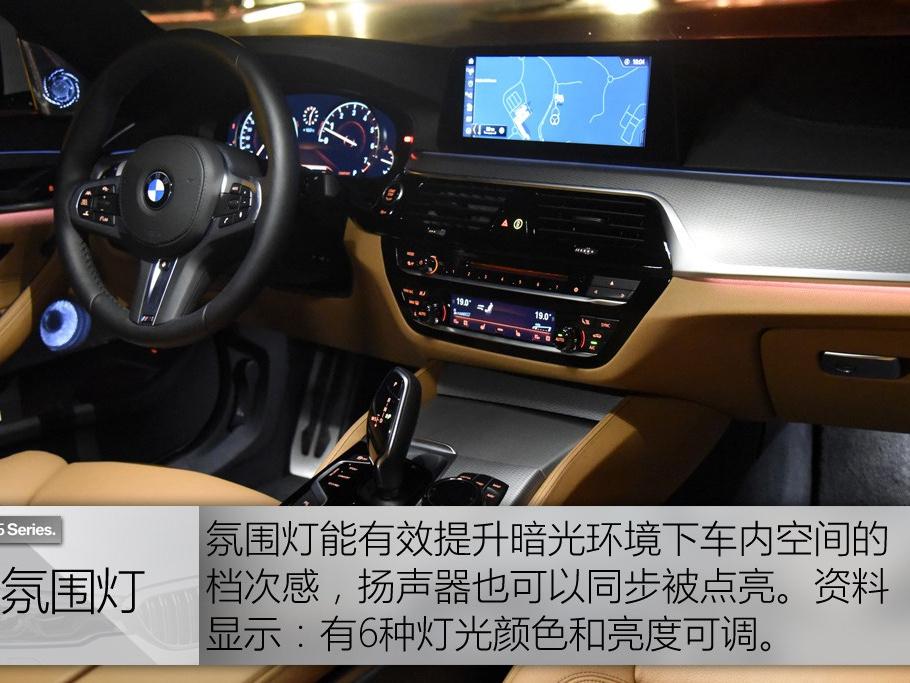 10:04
19.0°
19.0°
5 Series.
氛围灯
氛围灯能有效提升暗光环境下车内空间的
档次感，扬声器也可以同步被点亮。资料
显示：有6种灯光颜色和亮度可调。